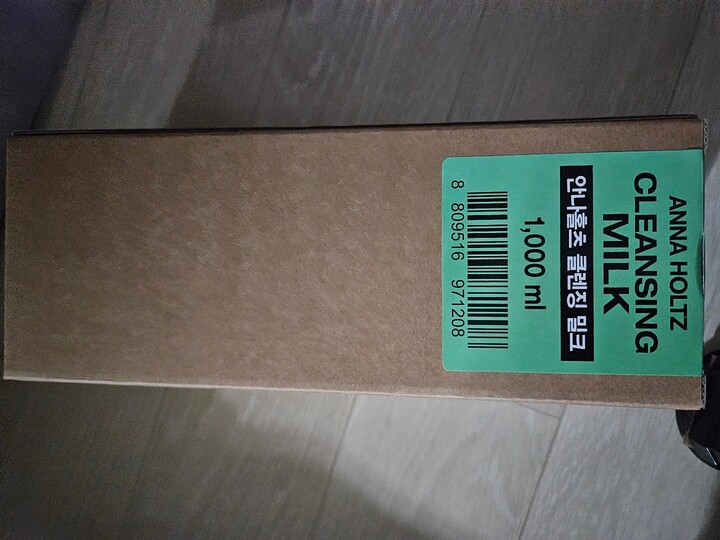 ANNA HOLTZ
CLEANSING
MILK
안나홀츠 클렌징 밀크
1,000 ml
8 809516 971208